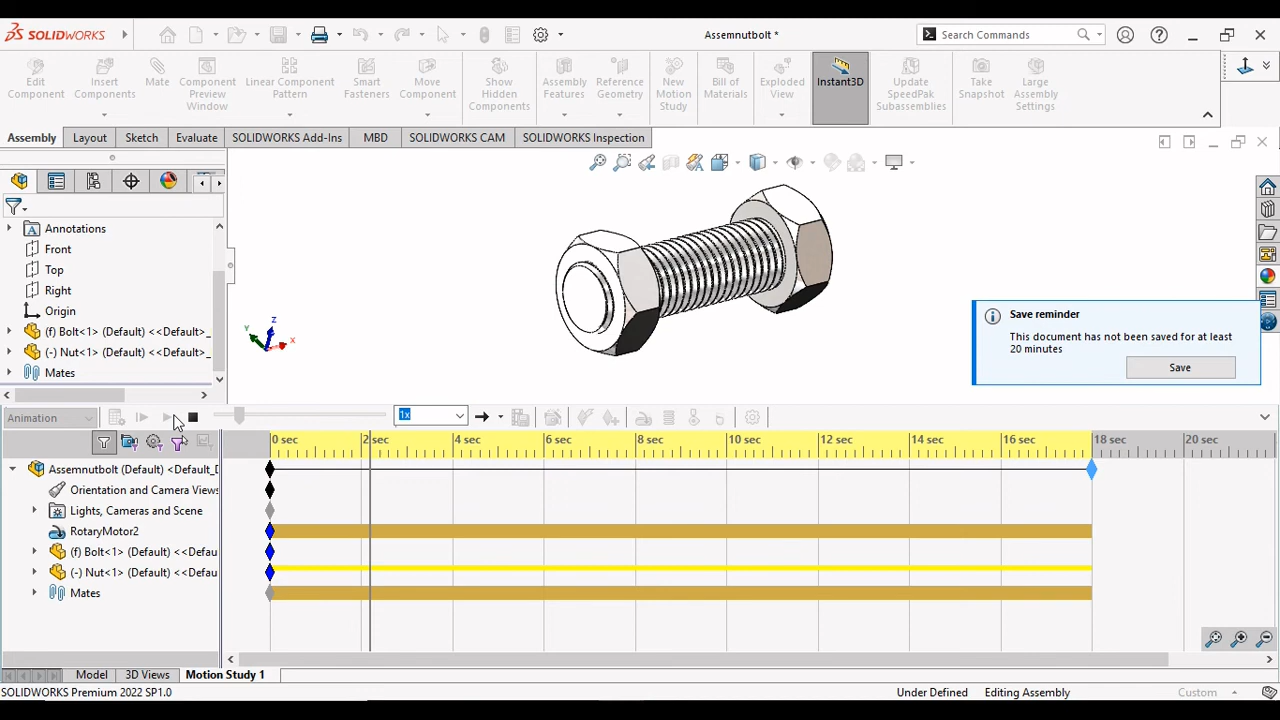 SOLIDWORKS
Assemnutbolt *
Search Commands
Edit Component
Insert Components
Mate
Component Preview Window
Linear Component Pattern
Smart Fasteners
Move Component
Show Hidden Components
Assembly Features
Reference Geometry
New Motion Study
Bill of Materials
Exploded View
Instant3D
Update SpeedPak Subassemblies
Take Snapshot
Large Assembly Settings
Assembly
Layout
Sketch
Evaluate
SOLIDWORKS Add-Ins
MBD
SOLIDWORKS CAM
SOLIDWORKS Inspection
Annotations
Front
Top
Right
Origin
(f) Bolt<1> (Default) <<Default>_
(-) Nut<1> (Default) <<Default>_
Mates
Z
Y
X
Save reminder
This document has not been saved for at least
20 minutes
Save
Animation
1x
0 sec
2 sec
4 sec
6 sec
8 sec
10 sec
12 sec
14 sec
16 sec
18 sec
20 sec
Assemnutbolt (Default) <Default_D
Orientation and Camera Views
Lights, Cameras and Scene
RotaryMotor2
(f) Bolt<1> (Default) <<Defau
(-) Nut<1> (Default) <<Defau
Mates
Model
3D Views
Motion Study 1
SOLIDWORKS Premium 2022 SP1.0
Under Defined
Editing Assembly
Custom